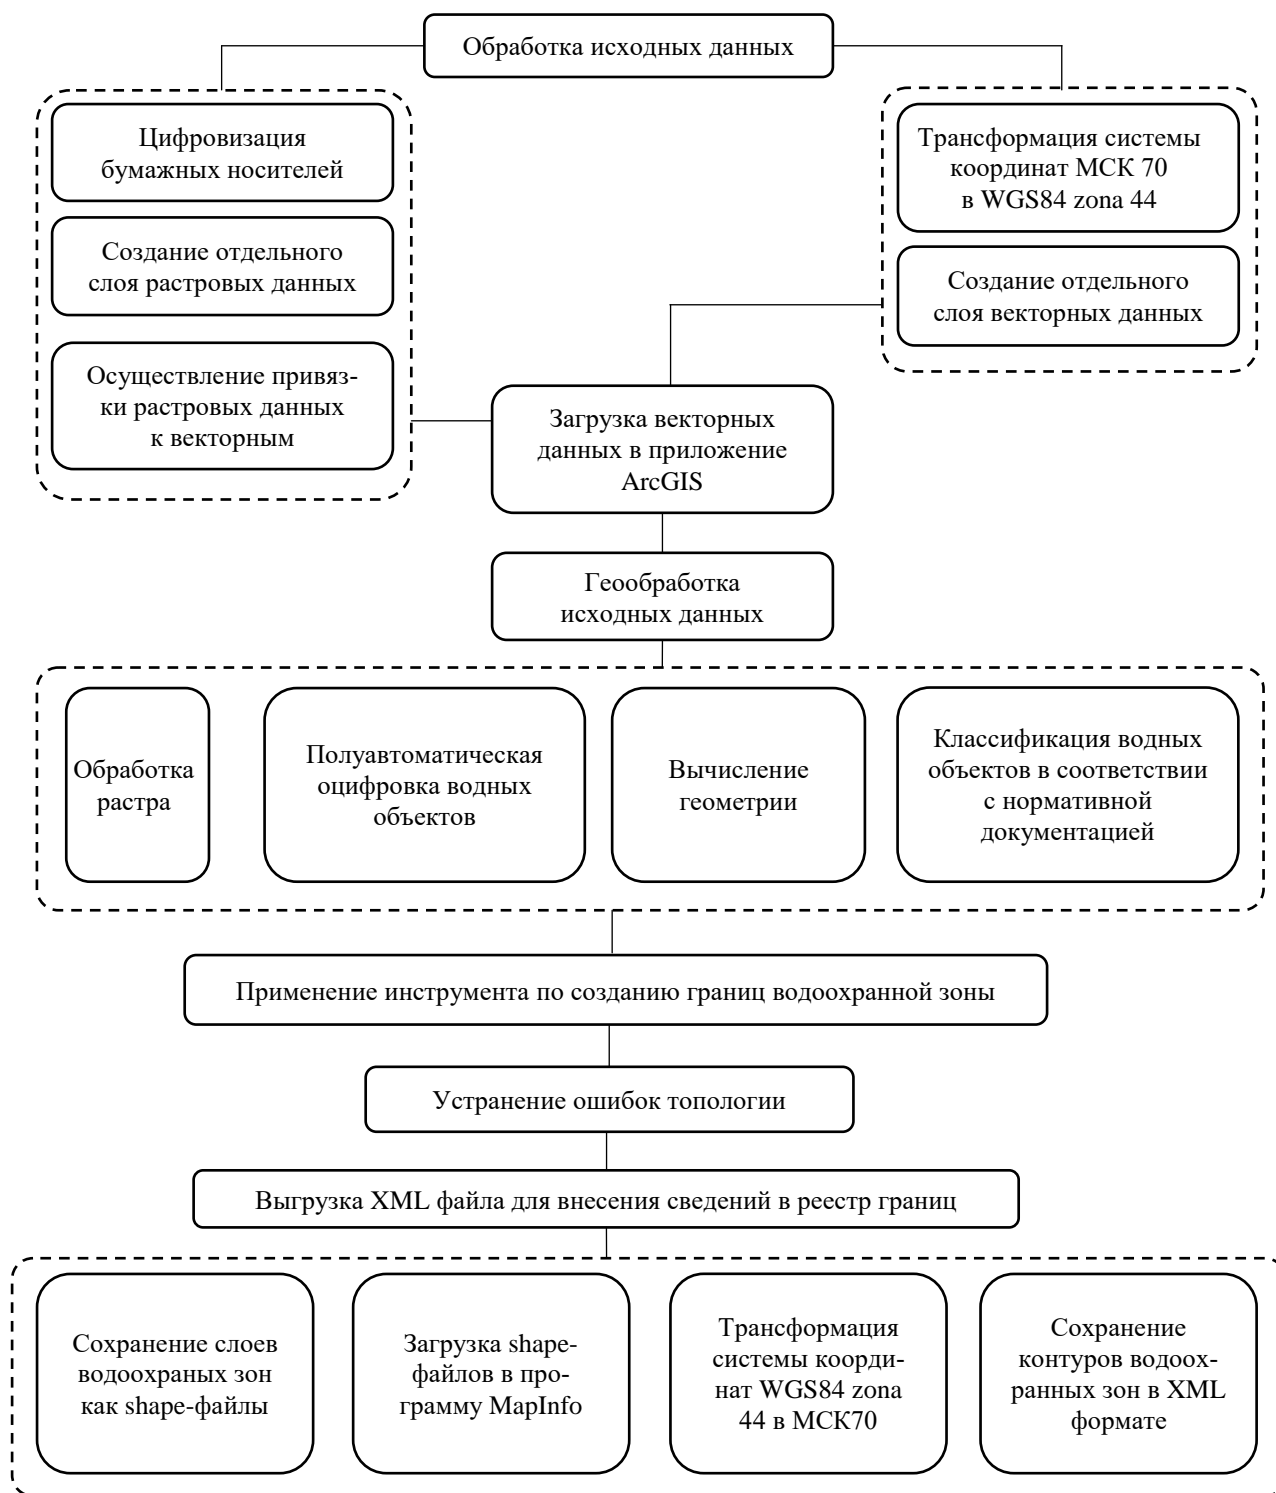 Обработка исходных данных
Цифровизация
бумажных носителей
Создание отдельного
слоя растровых данных
Осуществление привяз-
ки растровых данных
к векторным
Трансформация системы
координат МСК 70
в WGS84 zona 44
Создание отдельного
слоя векторных данных
Загрузка векторных
данных в приложение
ArcGIS
Геообработка
исходных данных
Обработка
растра
Полуавтоматическая
оцифровка водных
объектов
Вычисление
геометрии
Классификация водных
объектов в соответствии
с нормативной
документацией
Применение инструмента по созданию границ водоохранной зоны
Устранение ошибок топологии
Выгрузка XML файла для внесения сведений в реестр границ
Сохранение слоев
водоохраных зон
как shape-файлы
Загрузка shape-
файлов в про-
грамму MapInfo
Трансформация
системы коорди-
нат WGS84 zona
44 в МСК70
Сохранение
контуров водоох-
ранных зон в XML
формате